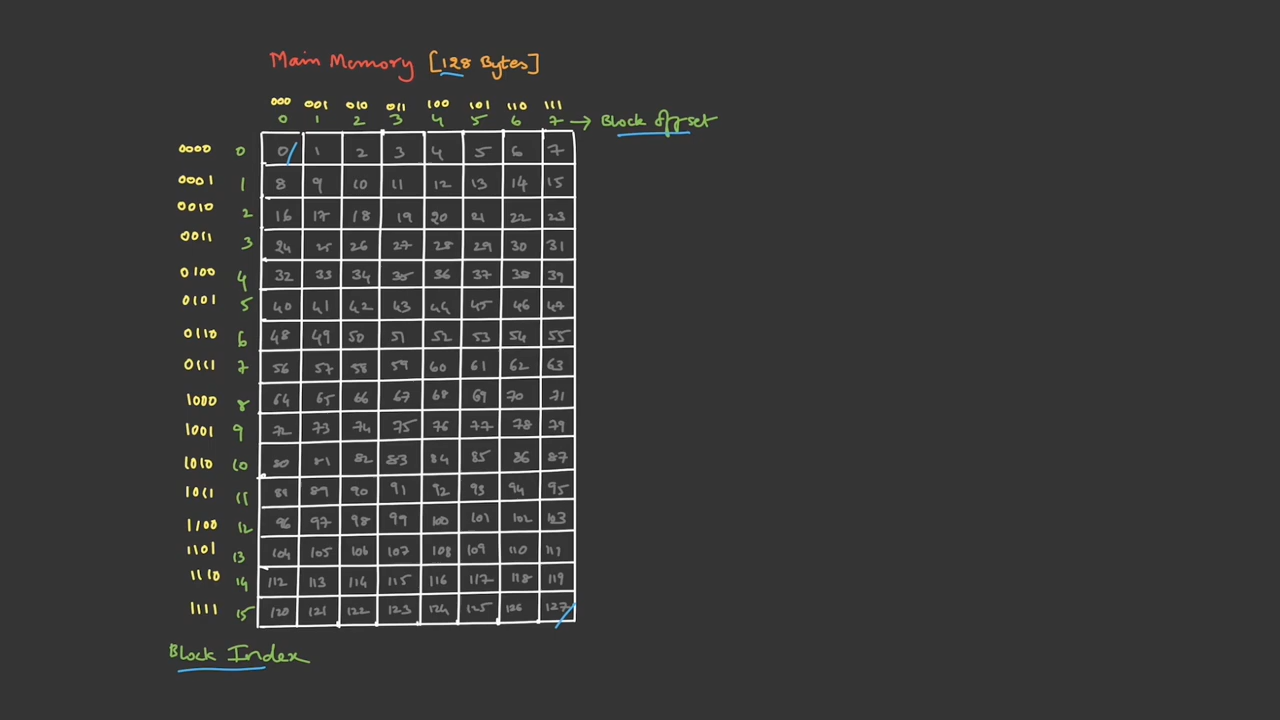 Main Memory [128 Bytes]
000 001 010 011 100 101 110 111
0 1 2 3 4 5 6 7 → Block Offset
0000 0 0 1 2 3 4 5 6 7
0001 1 8 9 10 11 12 13 14 15
0010 2 16 17 18 19 20 21 22 23
0011 3 24 25 26 27 28 29 30 31
0100 4 32 33 34 35 36 37 38 39
0101 5 40 41 42 43 44 45 46 47
0110 6 48 49 50 51 52 53 54 55
0111 7 56 57 58 59 60 61 62 63
1000 8 64 65 66 67 68 69 70 71
1001 9 72 73 74 75 76 77 78 79
1010 10 80 81 82 83 84 85 86 87
1011 11 88 89 90 91 92 93 94 95
1100 12 96 97 98 99 100 101 102 123
1101 13 104 105 106 107 108 109 110 111
1110 14 112 113 114 115 116 117 118 119
1111 15 120 121 122 123 124 125 126 127
Block Index